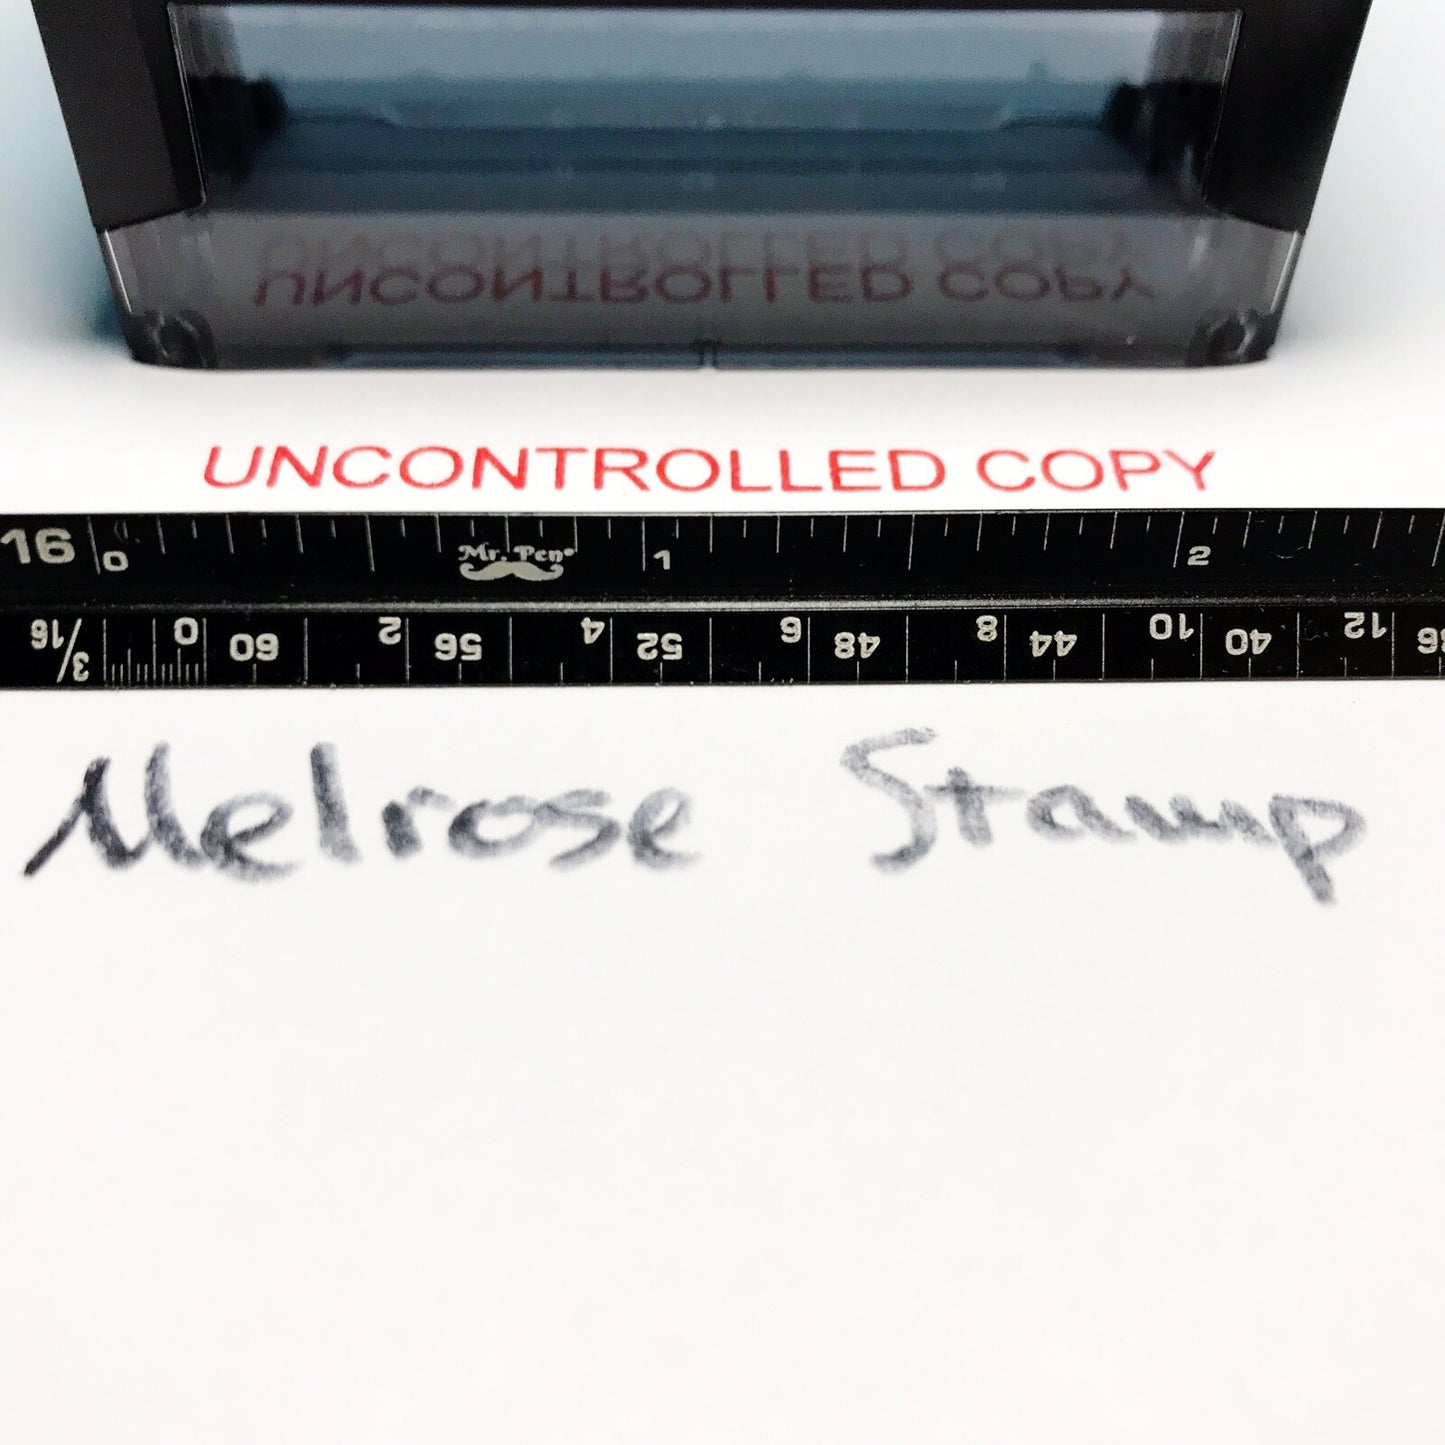 UNCONTROLLED COPY
UNCONTROLLED COPY
16 0 Mr. Pen® 1 2
3/16 0 60 2 56 4 52 6 48 8 44 10 40 12
Melrose Stamp